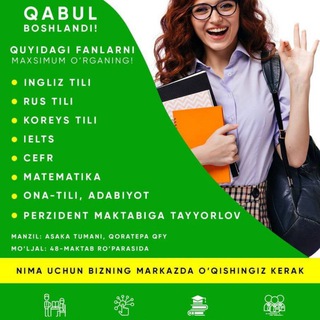 QABUL
BOSHLANDI!
QUYIDAGI FANLARNI
MAXSIMUM O'RGANING!
INGLIZ TILI
RUS TILI
KOREYS TILI
IELTS
CEFR
MATEMATIKA
ONA-TILI, ADABIYOT
PERZIDENT MAKTABIGA TAYYORLOV
MANZIL: ASAKA TUMANI, QORATEPA QFY
MO'LJAL: 48-MAKTAB RO'PARASIDA
NIMA UCHUN BIZNING MARKAZDA O'QISHINGIZ KERAK